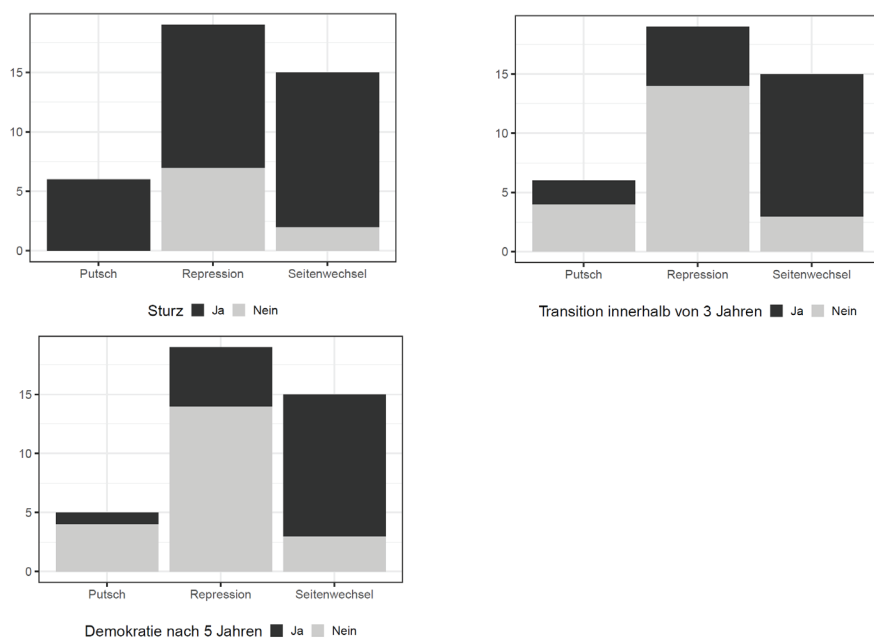 15
10
5
0
Putsch Repression Seitenwechsel
Sturz Ja Nein
15
10
5
0
Putsch Repression Seitenwechsel
Transition innerhalb von 3 Jahren Ja Nein
15
10
5
0
Putsch Repression Seitenwechsel
Demokratie nach 5 Jahren Ja Nein